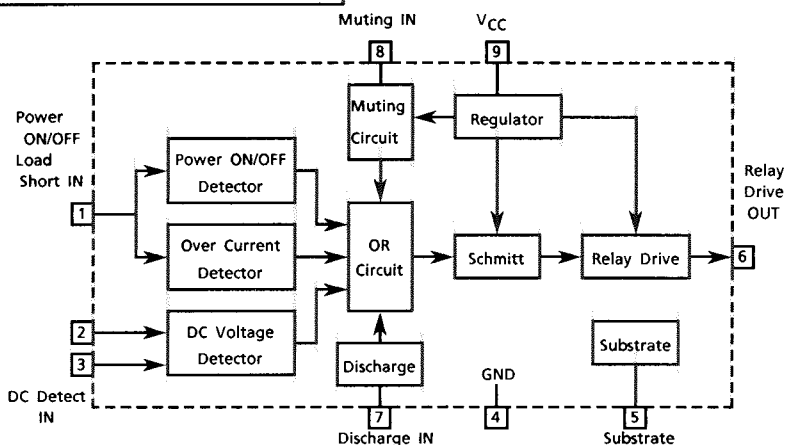 Muting IN
VCC
8
9
Power
ON/OFF
Load
Short IN
1
Muting
Circuit
Regulator
Power ON/OFF
Detector
Relay
Drive
OUT
Over Current
Detector
OR
Circuit
Schmitt
Relay Drive
6
2
3
DC Voltage
Detector
Discharge
Substrate
DC Detect
IN
GND
7
4
5
Discharge IN
Substrate